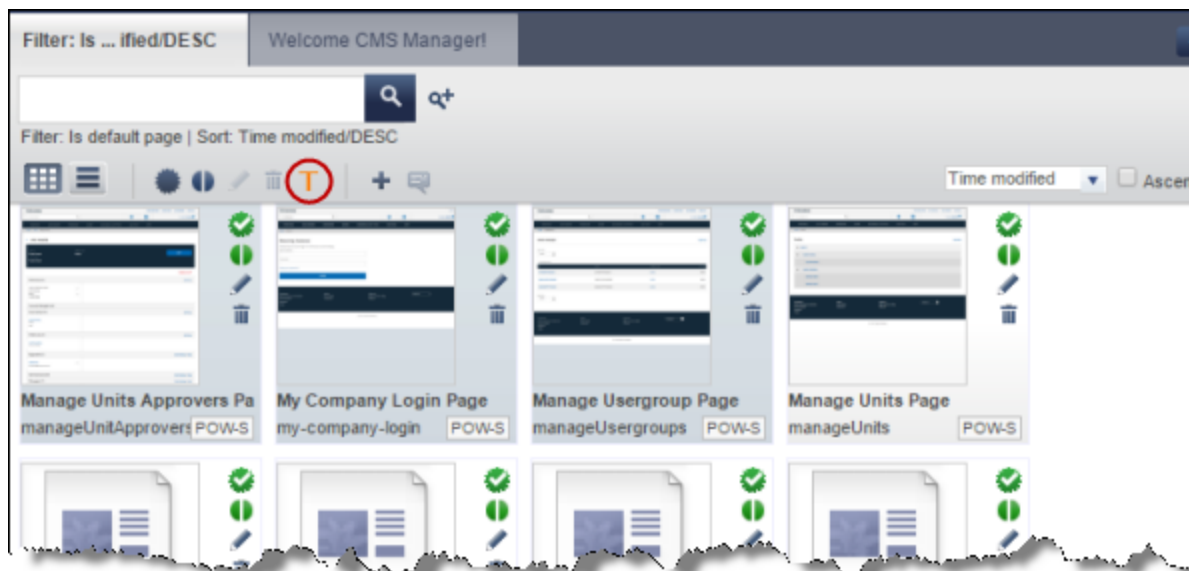 Filter: Is ... ified/DESC
Welcome CMS Manager!
Filter: Is default page | Sort: Time modified/DESC
T
Time modified
Ascer
Manage Units Approvers Pa
My Company Login Page
Manage Usergroup Page
Manage Units Page
manageUnitApprovers
POW-S
my-company-login
POW-S
manageUsergroups
POW-S
manageUnits
POW-S